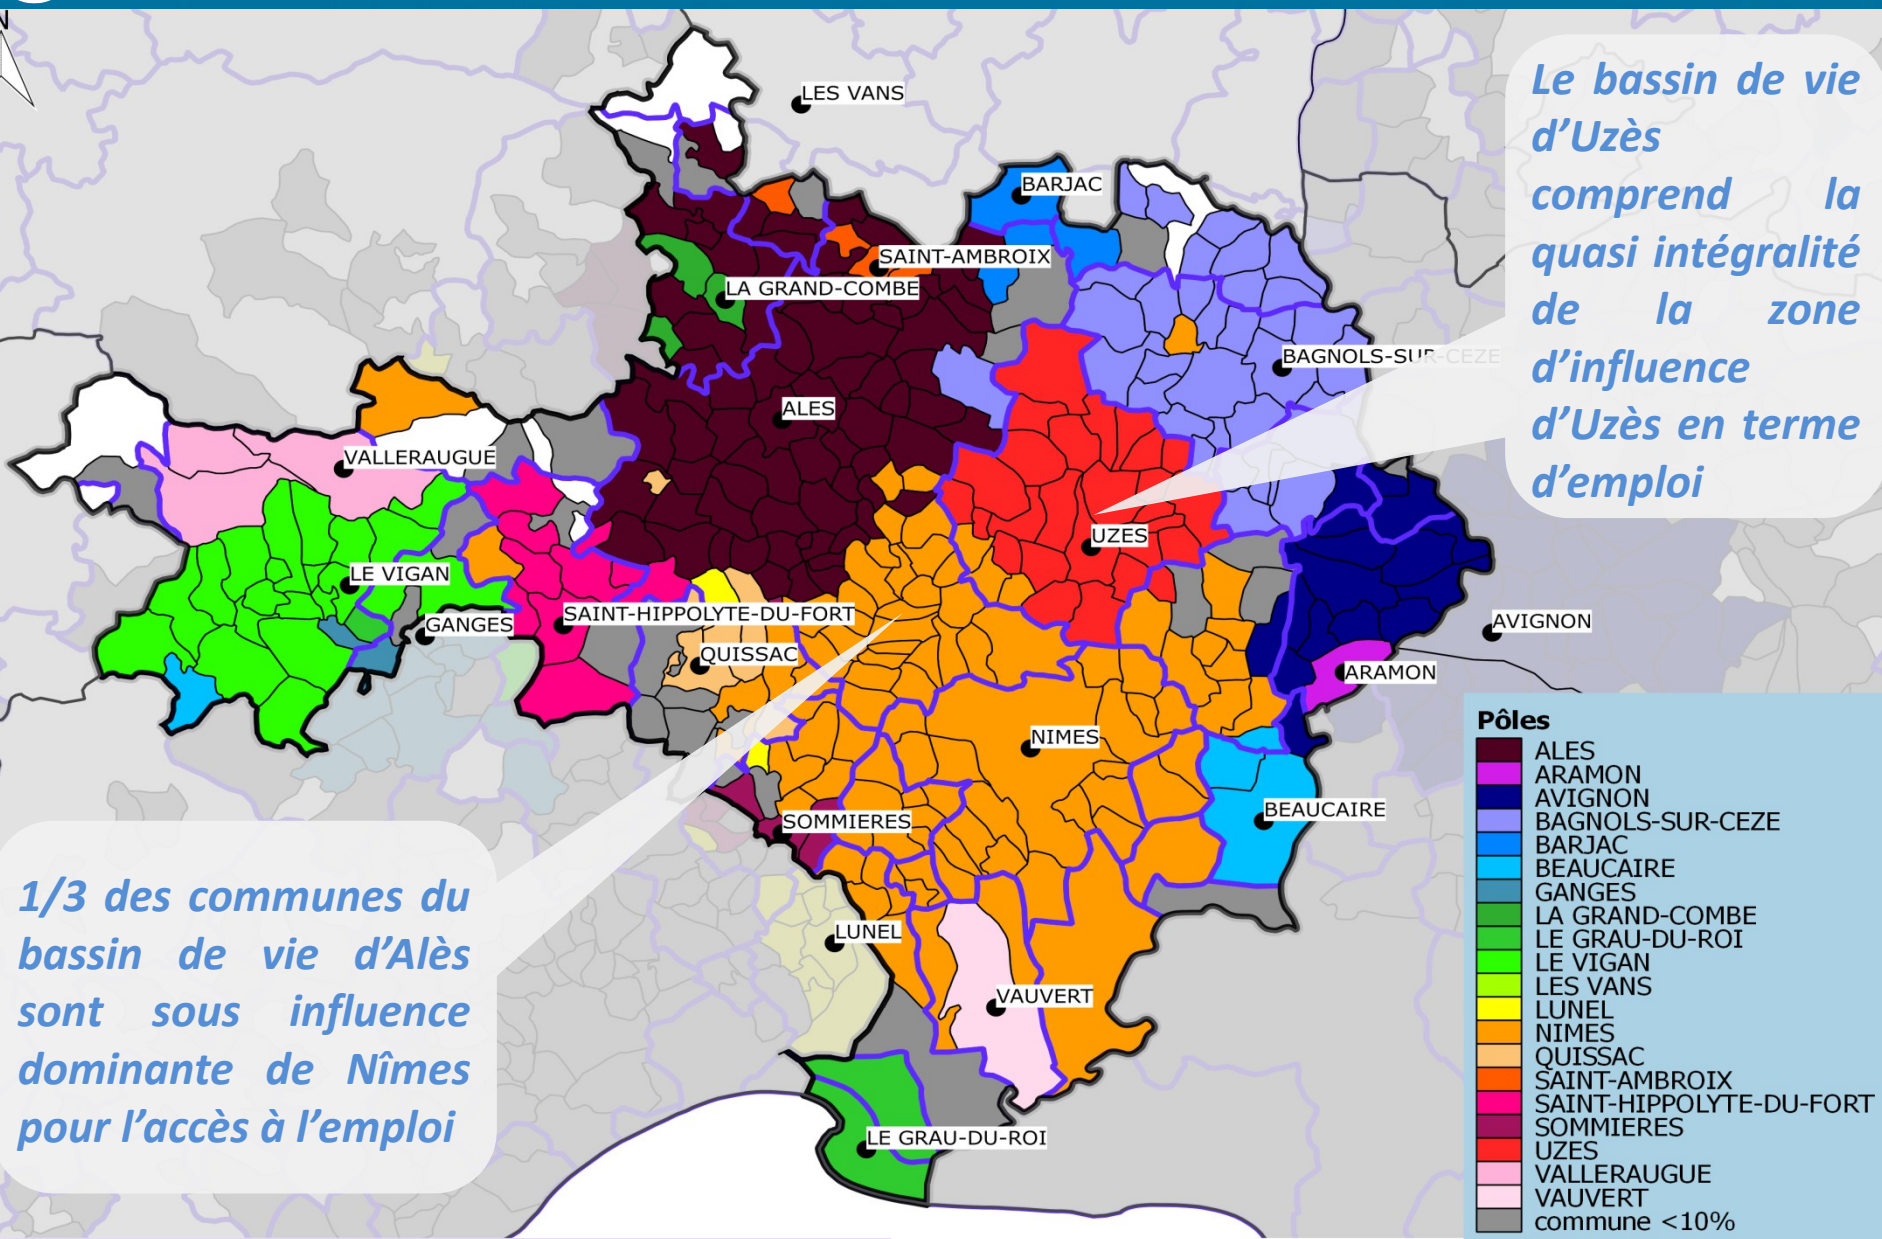 N
LES VANS
BARJAC
SAINT-AMBROIX
LA GRAND-COMBE
BAGNOLS-SUR-CEZE
ALES
VALLERAUGUE
UZES
LE VIGAN
SAINT-HIPPOLYTE-DU-FORT
GANGES
AVIGNON
QUISSAC
ARAMON
NIMES
BEAUCAIRE
SOMMIERES
LUNEL
VAUVERT
LE GRAU-DU-ROI
Le bassin de vie
d'Uzès
comprend la
quasi intégralité
de la zone
d'influence
d'Uzès en terme
d'emploi
1/3 des communes du
bassin de vie d'Alès
sont sous influence
dominante de Nîmes
pour l'accès à l'emploi
Pôles
ALES
ARAMON
AVIGNON
BAGNOLS-SUR-CEZE
BARJAC
BEAUCAIRE
GANGES
LA GRAND-COMBE
LE GRAU-DU-ROI
LE VIGAN
LES VANS
LUNEL
NIMES
QUISSAC
SAINT-AMBROIX
SAINT-HIPPOLYTE-DU-FORT
SOMMIERES
UZES
VALLERAUGUE
VAUVERT
commune <10%